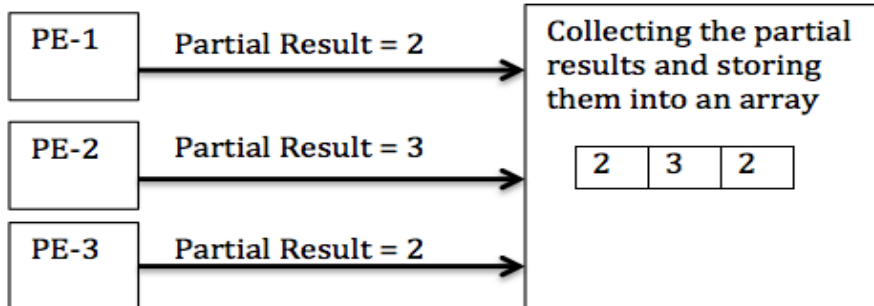 PE-1
Partial Result = 2
Collecting the partial
results and storing
them into an array
PE-2
Partial Result = 3
2 3 2
PE-3
Partial Result = 2